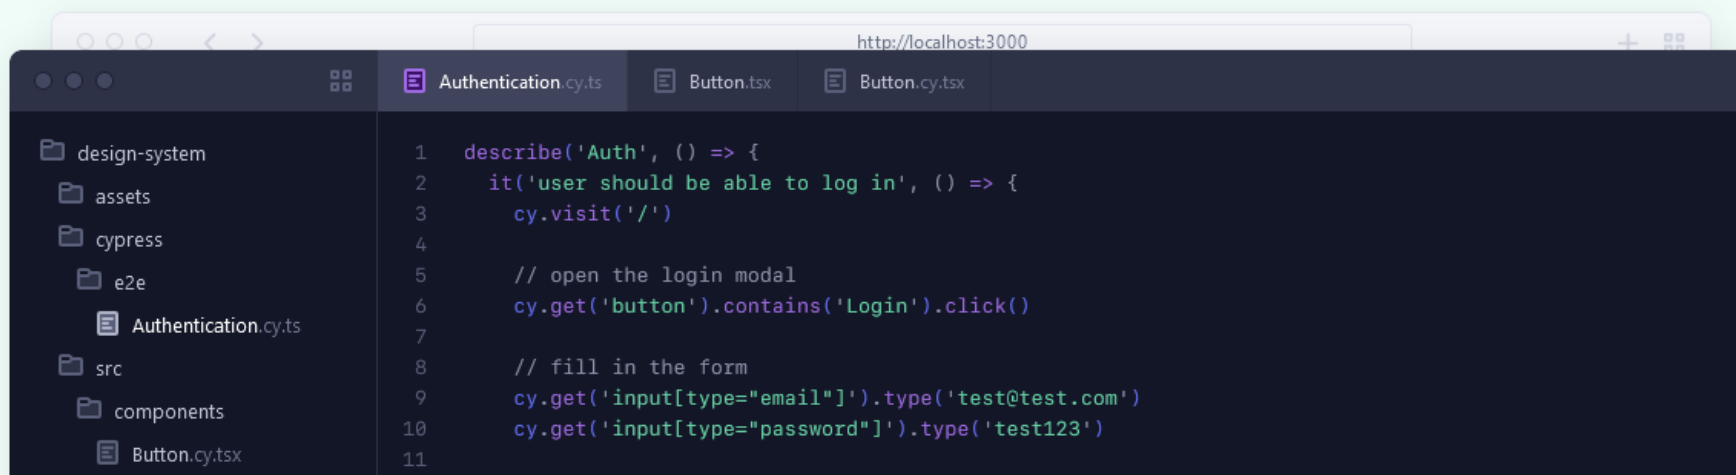 http://localhost:3000
Authentication.cy.ts
Button.tsx
Button.cy.tsx
design-system
assets
cypress
e2e
Authentication.cy.ts
src
components
Button.cy.tsx
1 describe('Auth', () => {
2 it('user should be able to log in', () => {
3 cy.visit('/')
4
5 // open the login modal
6 cy.get('button').contains('Login').click()
7
8 // fill in the form
9 cy.get('input[type="email"]').type('test@test.com')
10 cy.get('input[type="password"]').type('test123')
11